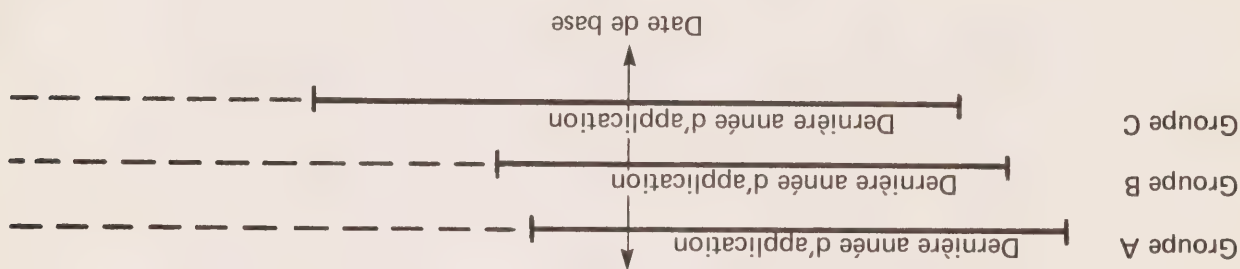 Groupe A Dernière année d'application
Groupe B Dernière année d'application
Groupe C Dernière année d'application
Date de base